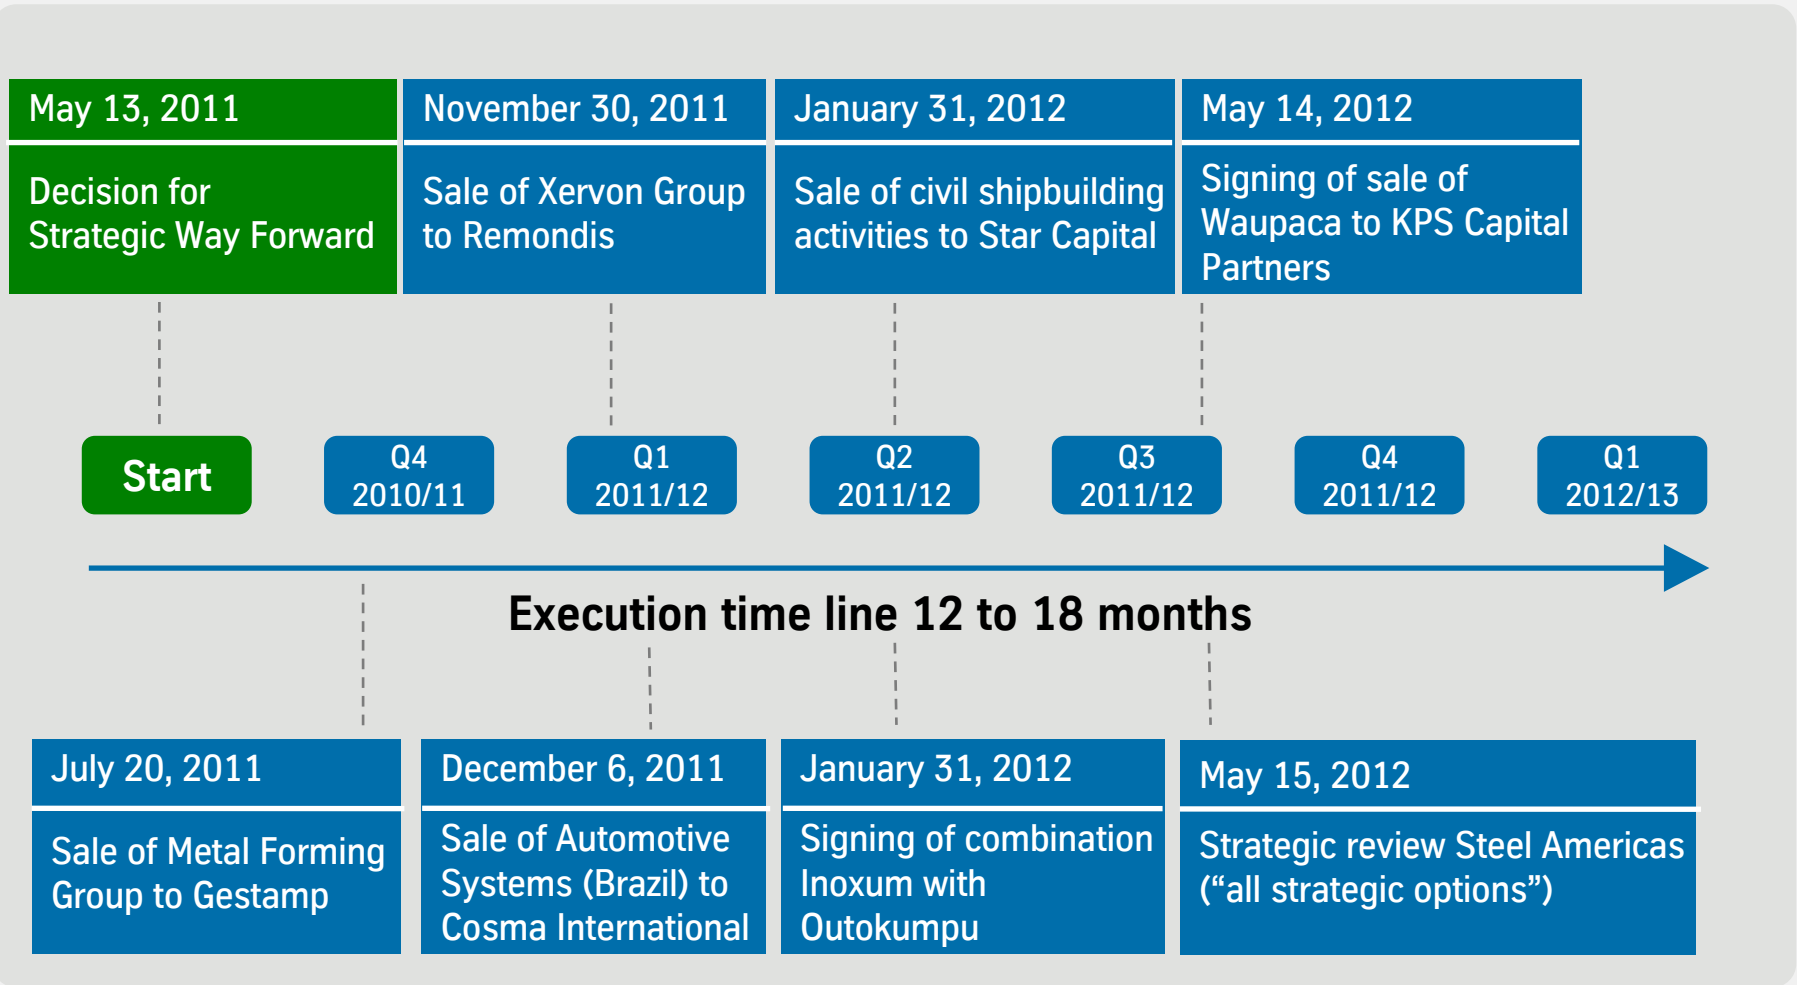 May 13, 2011
Decision for
Strategic Way Forward
November 30, 2011
Sale of Xervon Group
to Remondis
January 31, 2012
Sale of civil shipbuilding
activities to Star Capital
May 14, 2012
Signing of sale of
Waupaca to KPS Capital
Partners
Start
Q4
2010/11
Q1
2011/12
Q2
2011/12
Q3
2011/12
Q4
2011/12
Q1
2012/13
Execution time line 12 to 18 months
July 20, 2011
Sale of Metal Forming
Group to Gestamp
December 6, 2011
Sale of Automotive
Systems (Brazil) to
Cosma International
January 31, 2012
Signing of combination
Inoxum with
Outokumpu
May 15, 2012
Strategic review Steel Americas
(“all strategic options”)